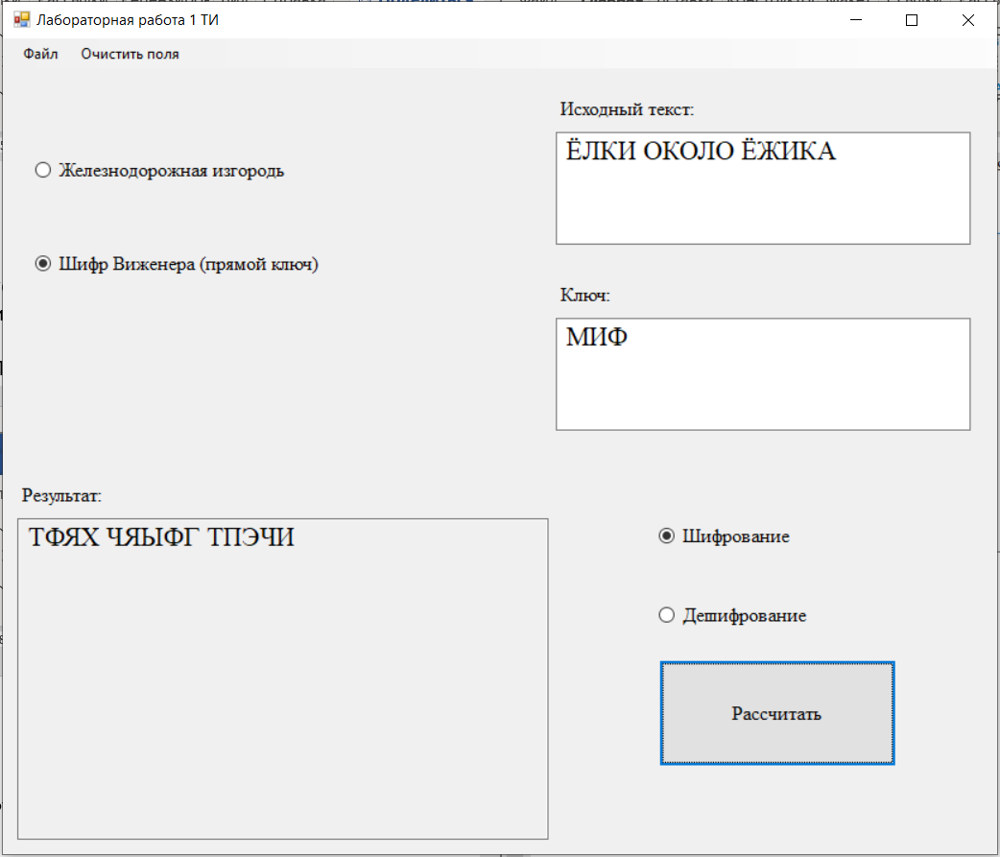 Лабораторная работа 1 ТИ
Файл Очистить поля
Исходный текст:
ЁЛКИ ОКОЛО ЁЖИКА
Железнодорожная изгородь
Шифр Виженера (прямой ключ)
Ключ:
МИФ
Результат:
ТФЯХ ЧЯЫФГ ТПЭЧИ
Шифрование
Дешифрование
Рассчитать